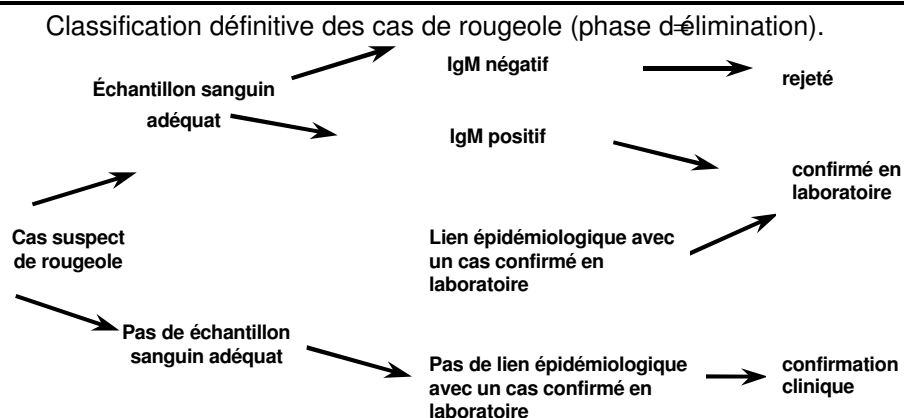 Classification définitive des cas de rougeole (phase d=élimination).
Échantillon sanguin
adéquat
IgM négatif
rejeté
IgM positif
confirmé en
laboratoire
Cas suspect
de rougeole
Lien épidémiologique avec
un cas confirmé en
laboratoire
Pas de échantillon
sanguin adéquat
Pas de lien épidémiologique
avec un cas confirmé en
laboratoire
confirmation
clinique